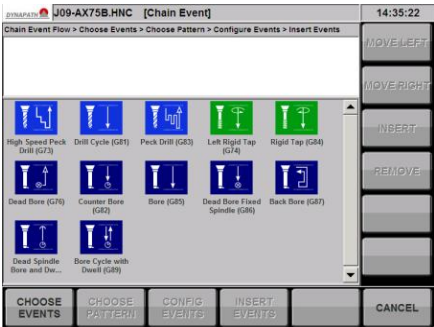 DYNAPATH J09-AX75B.HNC [Chain Event] 14:35:22
Chain Event Flow > Choose Events > Choose Pattern > Configure Events > Insert Events
MOVE LEFT
MOVE RIGHT
INSERT
REMOVE
High Speed Peck Drill (G73)
Drill Cycle (G81)
Peck Drill (G83)
Left Rigid Tap (G74)
Rigid Tap (G84)
Dead Bore (G76)
Counter Bore (G82)
Bore (G85)
Dead Bore Fixed Spindle (G86)
Back Bore (G87)
Dead Spindle Bore and Dw...
Bore Cycle with Dwell (G89)
CHOOSE EVENTS
CHOOSE PATTERN
CONFIG EVENTS
INSERT EVENTS
CANCEL